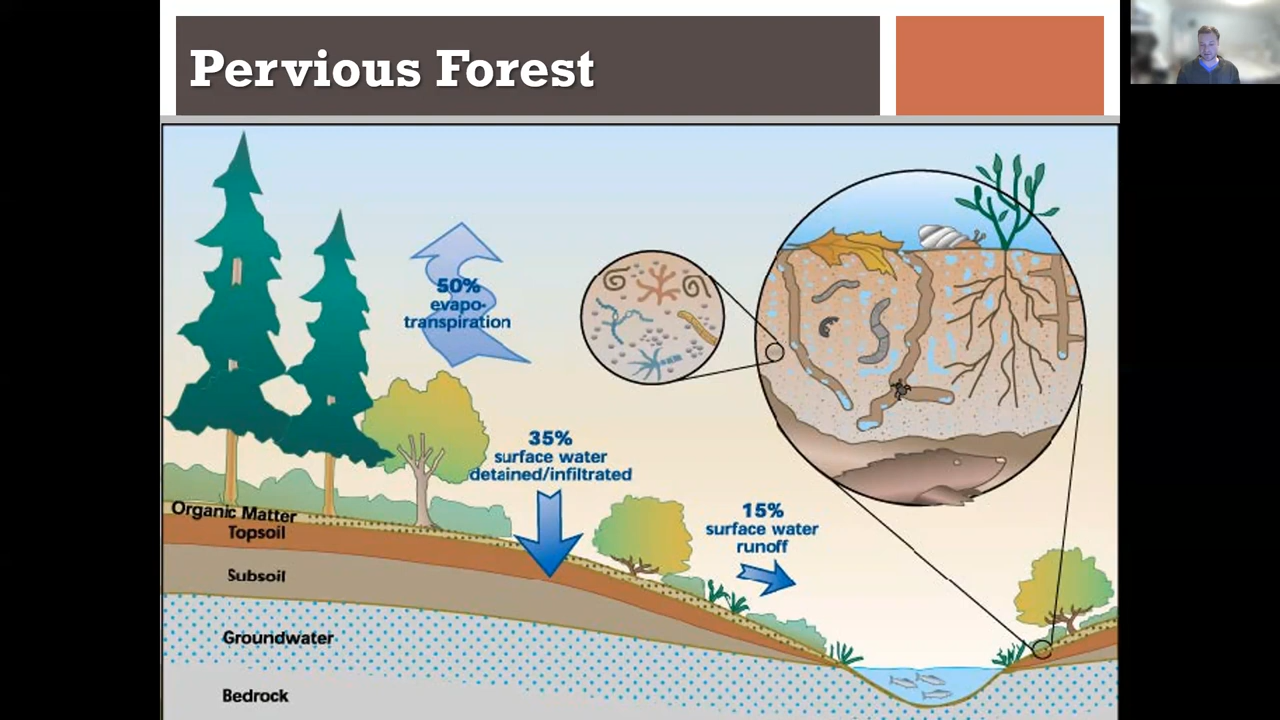 Pervious Forest
50%
evapo-
transpiration
35%
surface water
detained/infiltrated
15%
surface water
runoff
Organic Matter
Topsoil
Subsoil
Groundwater
Bedrock